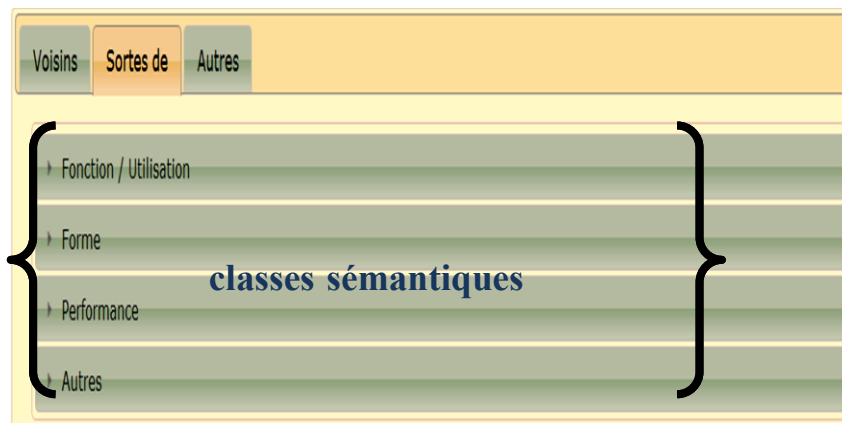 Voisins Sortes de Autres
Fonction / Utilisation
Forme
classes sémantiques
Performance
Autres